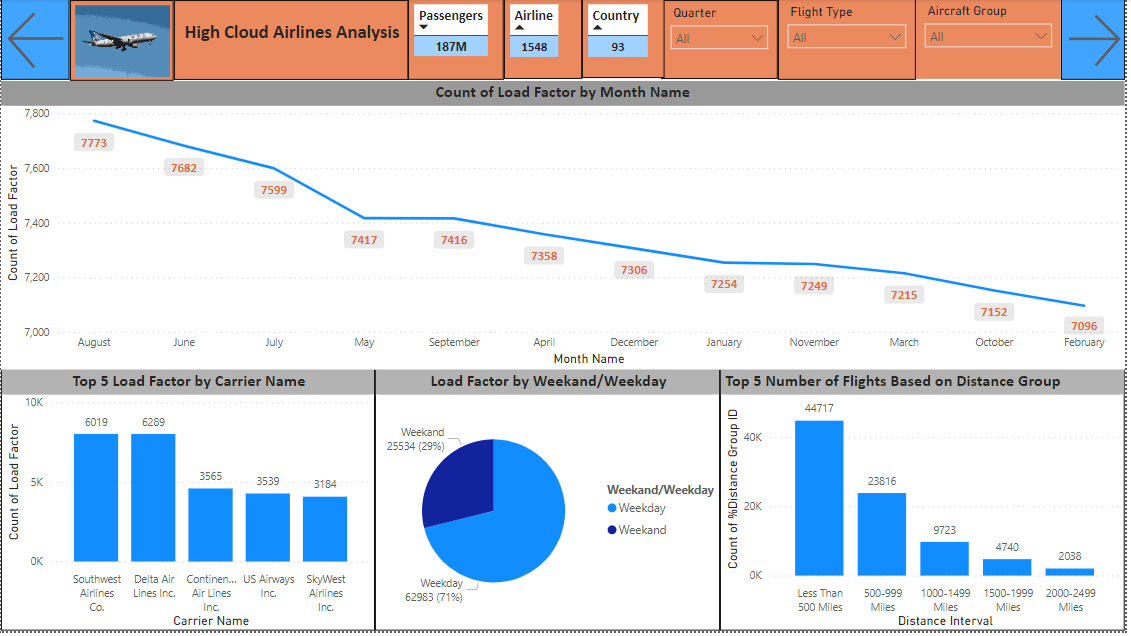 High Cloud Airlines Analysis
Passengers
187M
Airline
1548
Country
93
Quarter
All
Flight Type
All
Aircraft Group
All
Count of Load Factor by Month Name
Count of Load Factor
7,800
7,600
7,400
7,200
7,000
7773
7682
7599
7417
7416
7358
7306
7254
7249
7215
7152
7096
August
June
July
May
September
April
December
January
November
March
October
February
Month Name
Top 5 Load Factor by Carrier Name
Count of Load Factor
10K
5K
0K
6019
6289
3565
3539
3184
Southwest
Airlines
Co.
Delta Air
Lines Inc.
Continen...
Air Lines
Inc.
US Airways
Inc.
SkyWest
Airlines
Inc.
Carrier Name
Load Factor by Weekand/Weekday
Weekand
25534 (29%)
Weekday
62983 (71%)
Weekand/Weekday
Weekday
Weekand
Top 5 Number of Flights Based on Distance Group
Count of %Distance Group ID
40K
20K
0K
44717
23816
9723
4740
2038
Less Than
500 Miles
500-999
Miles
1000-1499
Miles
1500-1999
Miles
2000-2499
Miles
Distance Interval